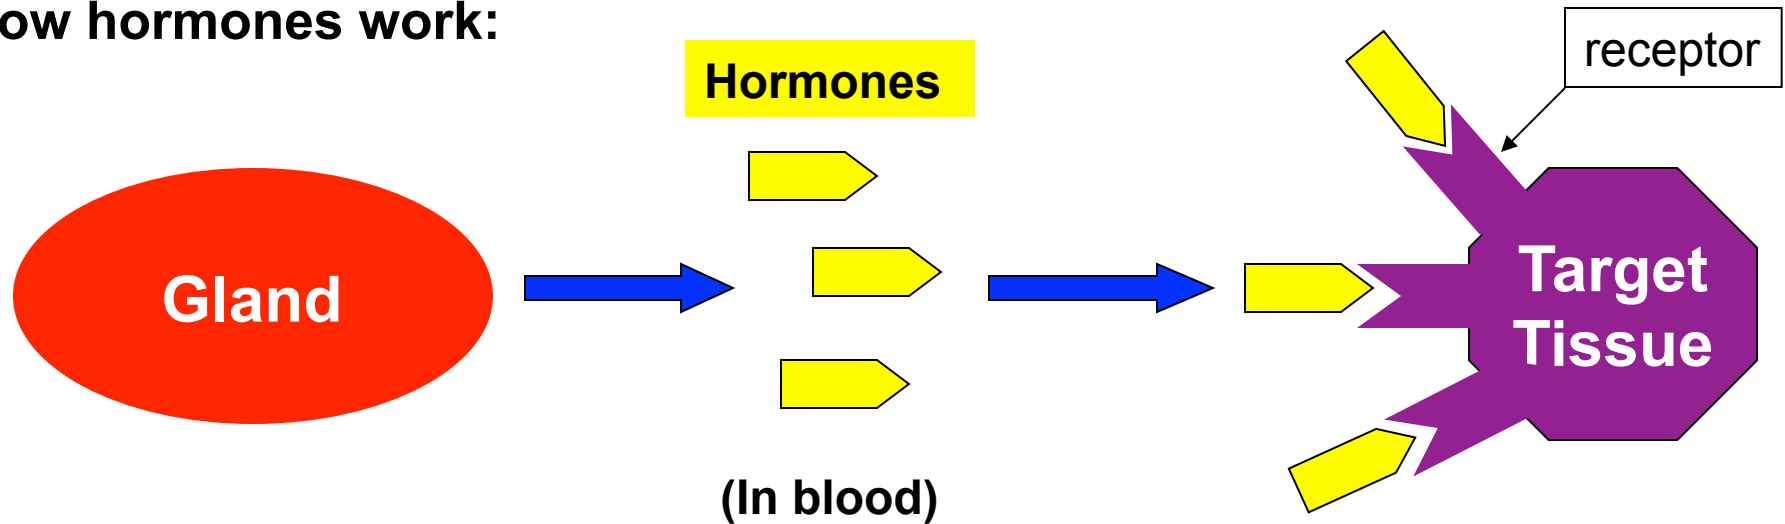 ow hormones work:
Hormones
receptor
Gland
Target
Tissue
(In blood)